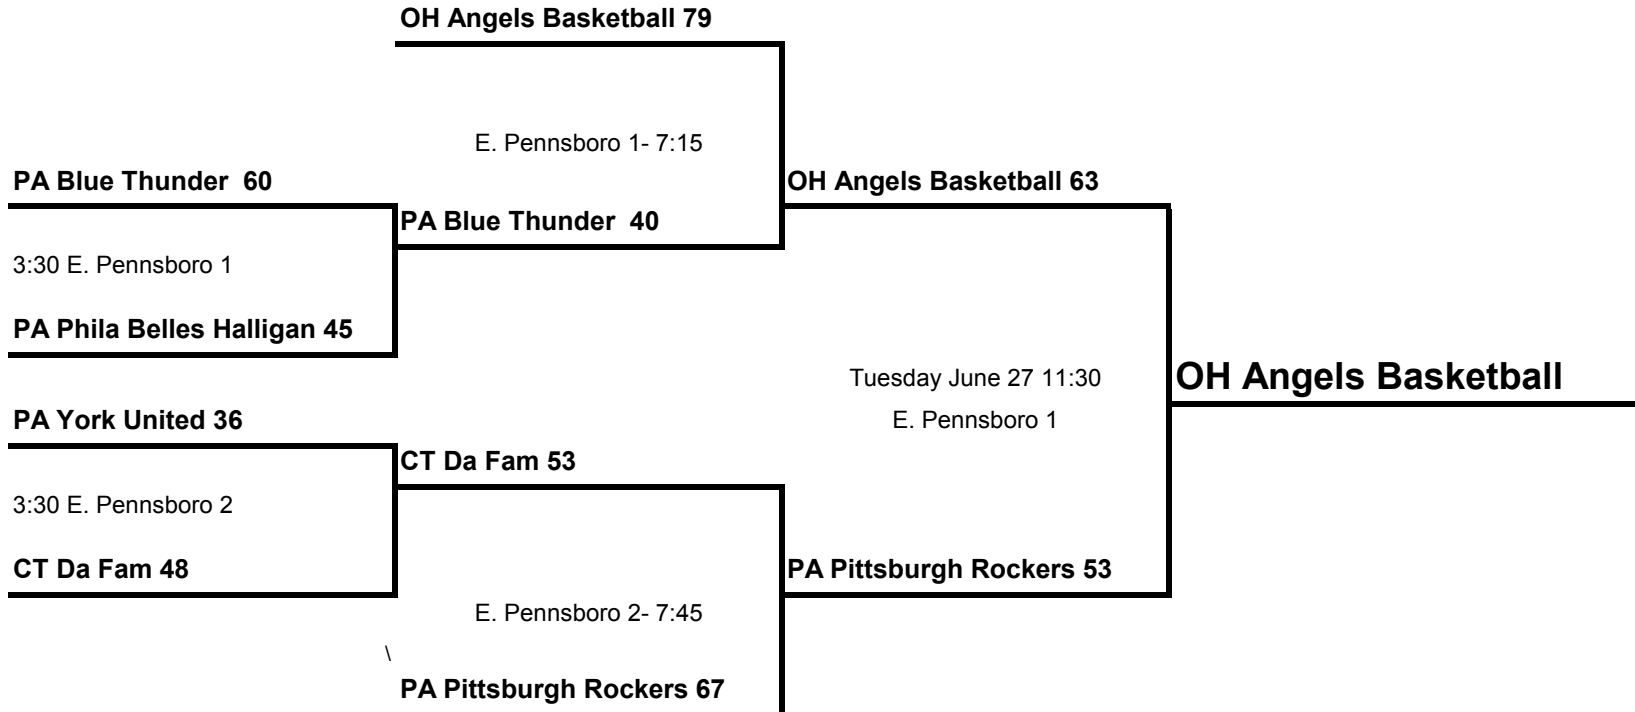 OH Angels Basketball 79
E. Pennsboro 1- 7:15
PA Blue Thunder  60
OH Angels Basketball 63
PA Blue Thunder  40
3:30 E. Pennsboro 1
PA Phila Belles Halligan 45
Tuesday June 27 11:30
OH Angels Basketball
PA York United 36
E. Pennsboro 1
CT Da Fam 53
3:30 E. Pennsboro 2
CT Da Fam 48
PA Pittsburgh Rockers 53
E. Pennsboro 2- 7:45
\
PA Pittsburgh Rockers 67